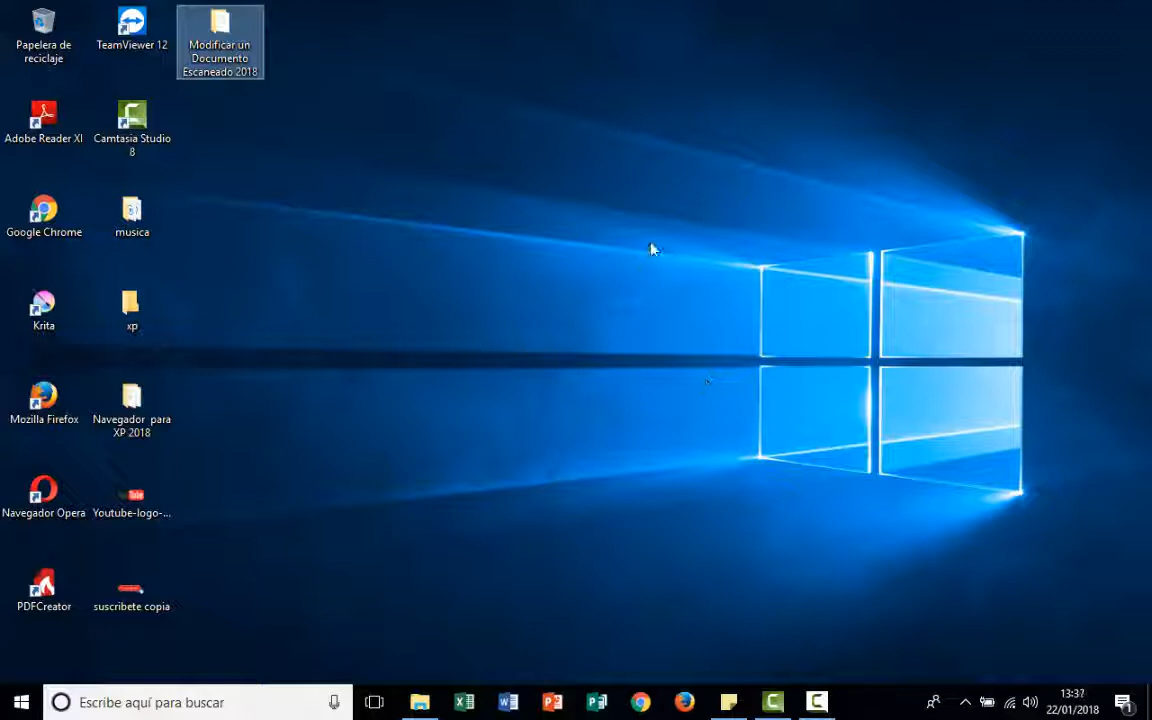 Papelera de
reciclaje
TeamViewer 12
Modificar un
Documento
Escaneado 2018
Adobe Reader XI
Camtasia Studio
8
Google Chrome
musica
Krita
xp
Mozilla Firefox
Navegador para
XP 2018
Navegador Opera
Youtube-logo-...
PDFCreator
suscribete copia
Escribe aquí para buscar
13:37
22/01/2018
1